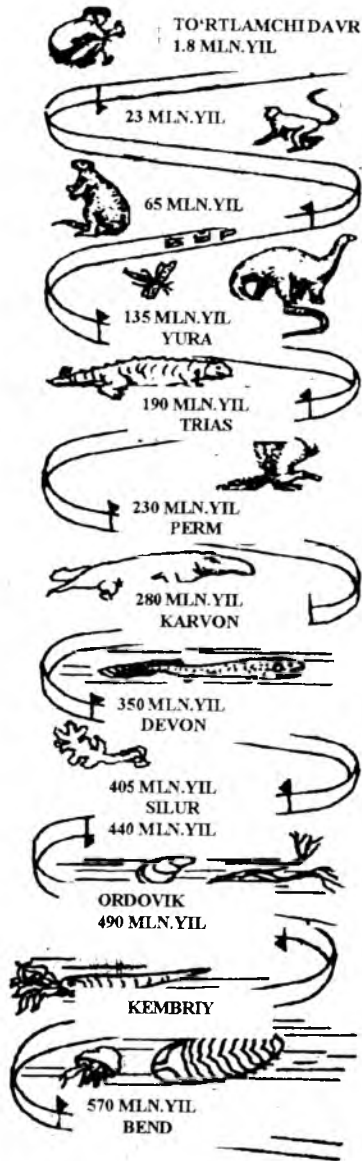 TO‘RTLAMCHI DAVR
1.8 MLN.YIL
23 MLN.YIL
65 MLN.YIL
135 MLN.YIL
YURA
190 MLN.YIL
TRIAS
230 MLN.YIL
PERM
280 MLN.YIL
KARVON
350 MLN.YIL
DEVON
405 MLN.YIL
SILUR
440 MLN.YIL
ORDOVIK
490 MLN.YIL
KEMBRIY
570 MLN.YIL
BEND